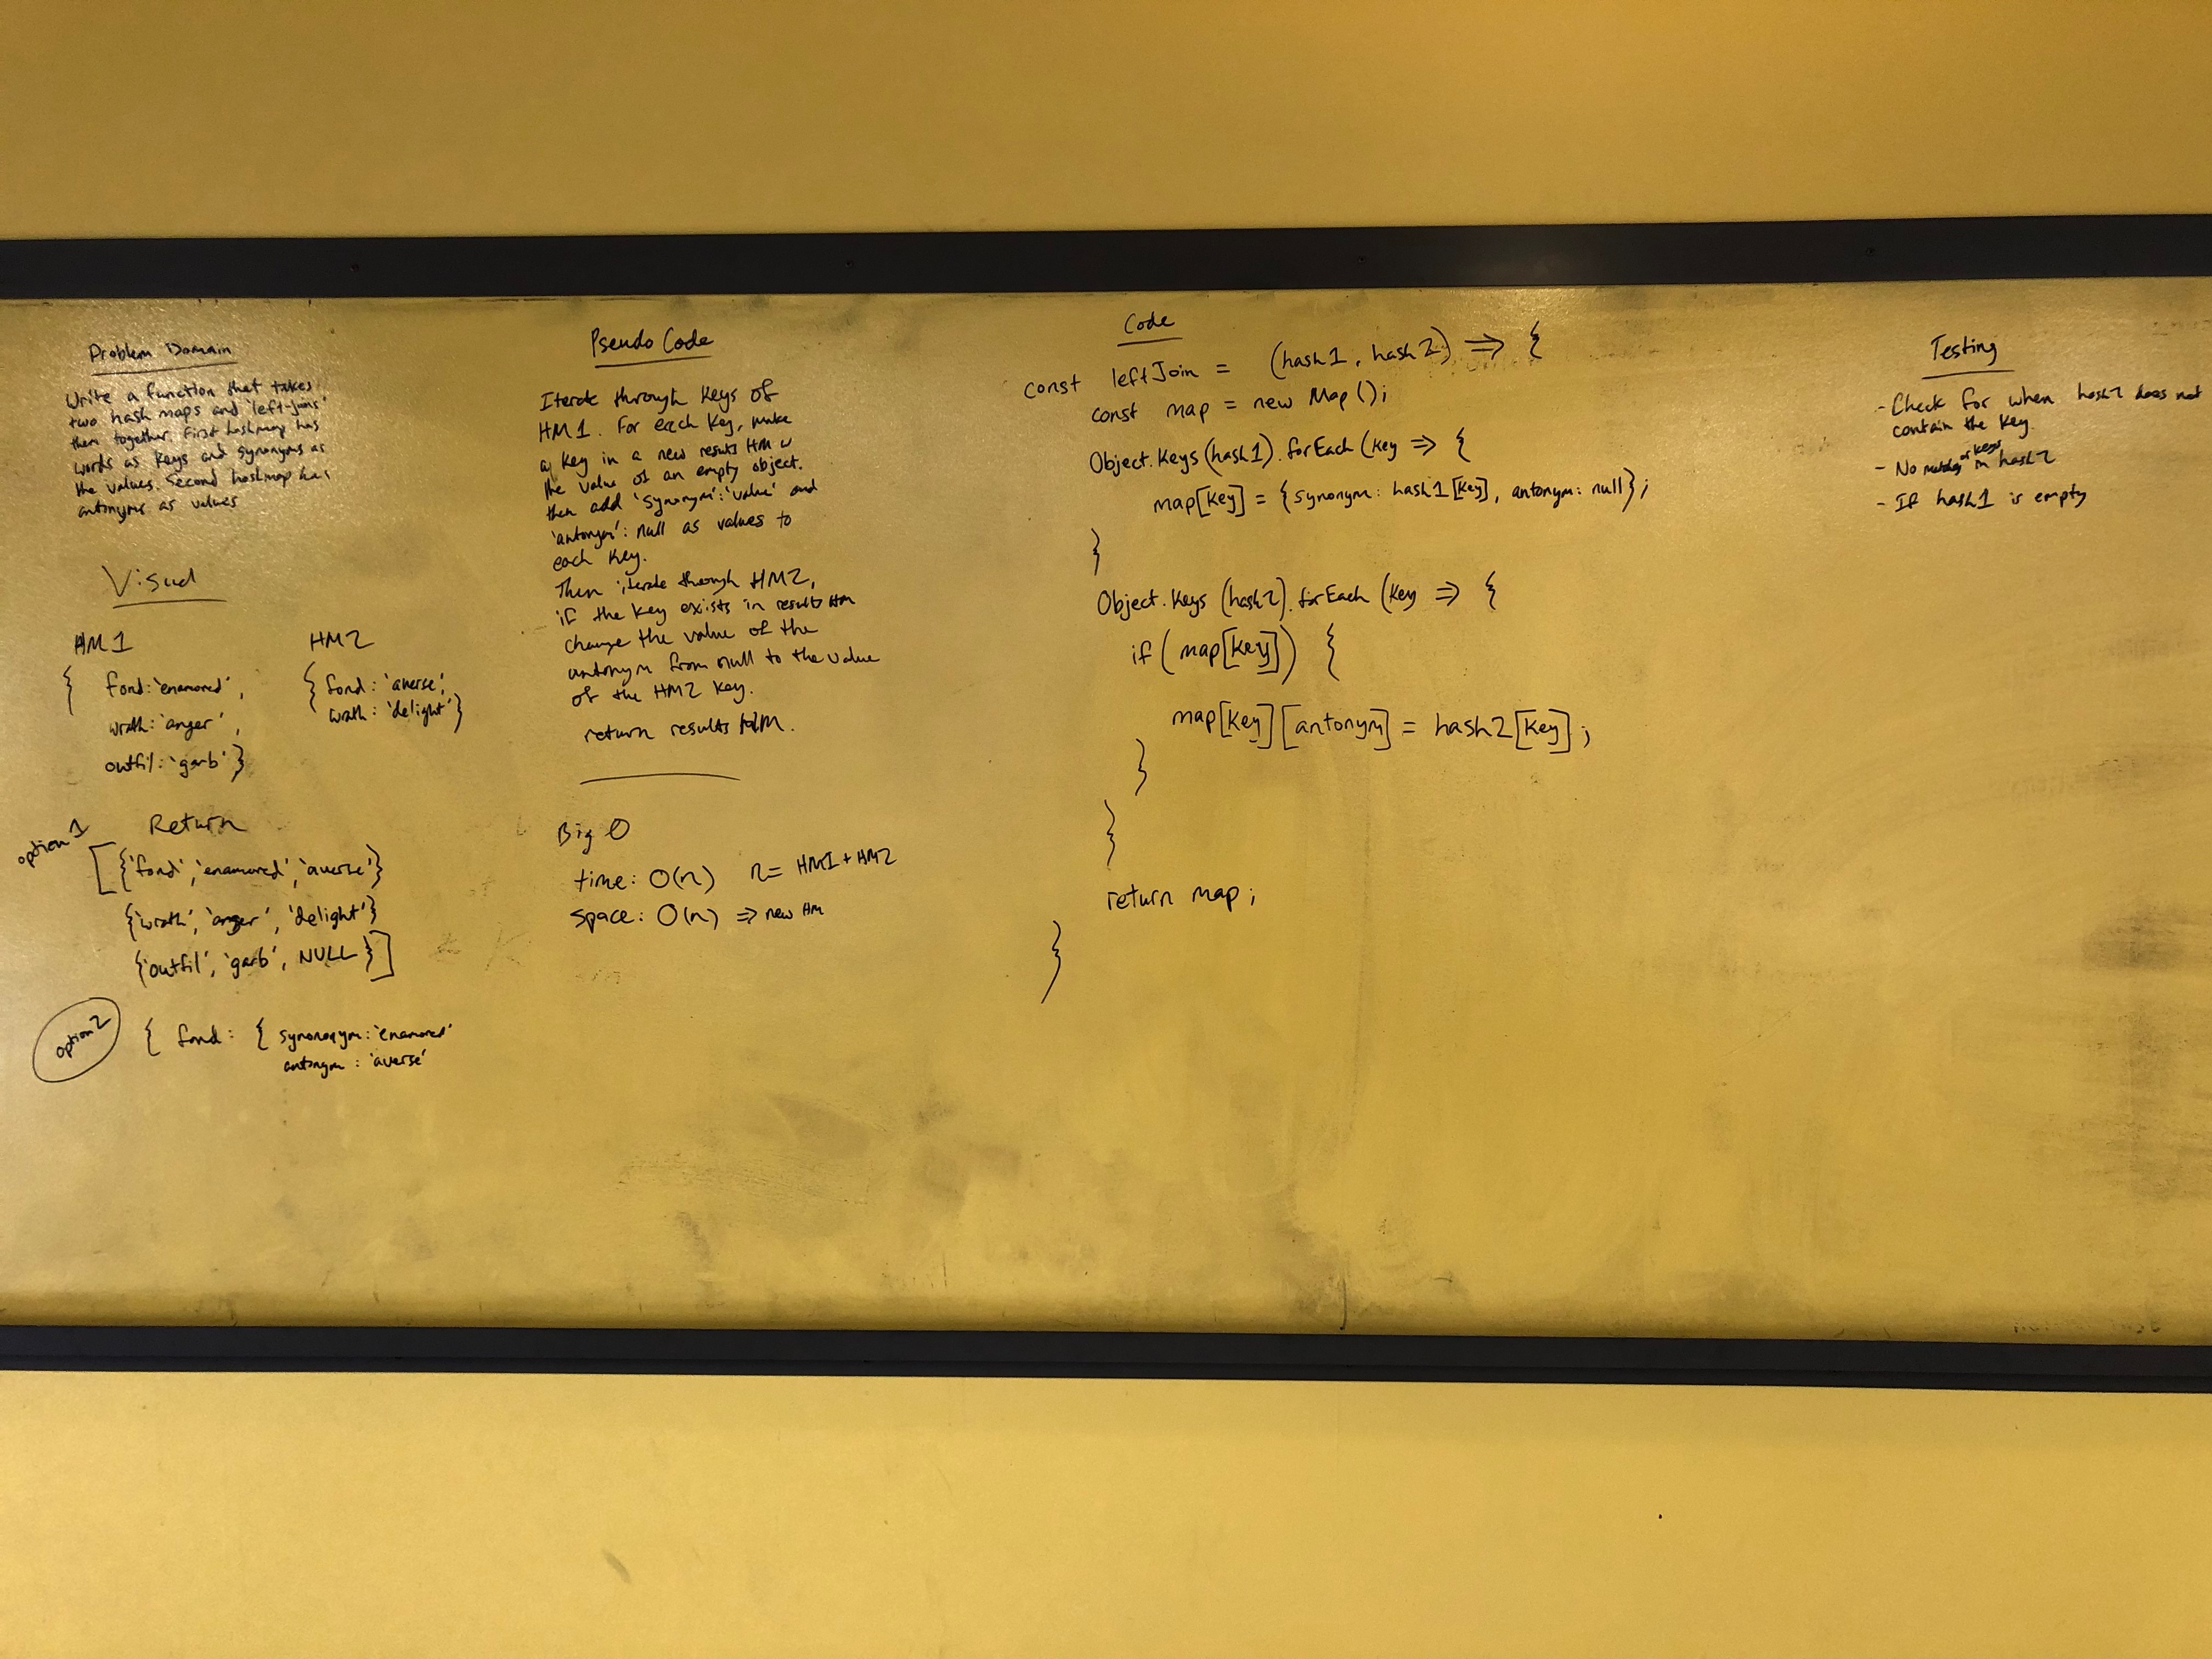 Problem Domain
Write a function that takes
two hash maps and 'left-joins'
them together. First hashmap has
words as keys and synonyms as
the values. Second hashmap has
antonyms as values
Visual
HM1
{ fond: 'enamored',
wrath: 'anger',
outfit: 'garb' }
HM2
{ fond: 'averse',
wrath: 'delight' }
option 1
Return
[ {'fond', 'enamored', 'averse'}
{'wrath', 'anger', 'delight'}
{'outfit', 'garb', NULL } ]
option 2
{ fond: { synononym: 'enamored'
antonym: 'averse'
Pseudo Code
Iterate through keys of
HM1. For each key, make
a key in a new results HM w
the value of an empty object.
then add 'synonym': 'value' and
'antonym': null as values to
each key.
Then iterate through HM2,
if the key exists in results HM
change the value of the
antonym from null to the value
of the HM2 key.
return results HM.
Big O
time: O(n) n = HM1 + HM2
space: O(n) => new HM
Code
const leftJoin = (hash1, hash2) => {
const map = new Map();
Object.keys(hash1).forEach(key => {
map[key] = {synonym: hash1[key], antonym: null};
}
Object.keys(hash2).forEach(key => {
if (map[key]) {
map[key][antonym] = hash2[key];
}
}
return map;
}
Testing
- Check for when hash2 does not
contain the key
- No matches of keys in hash2
- If hash1 is empty